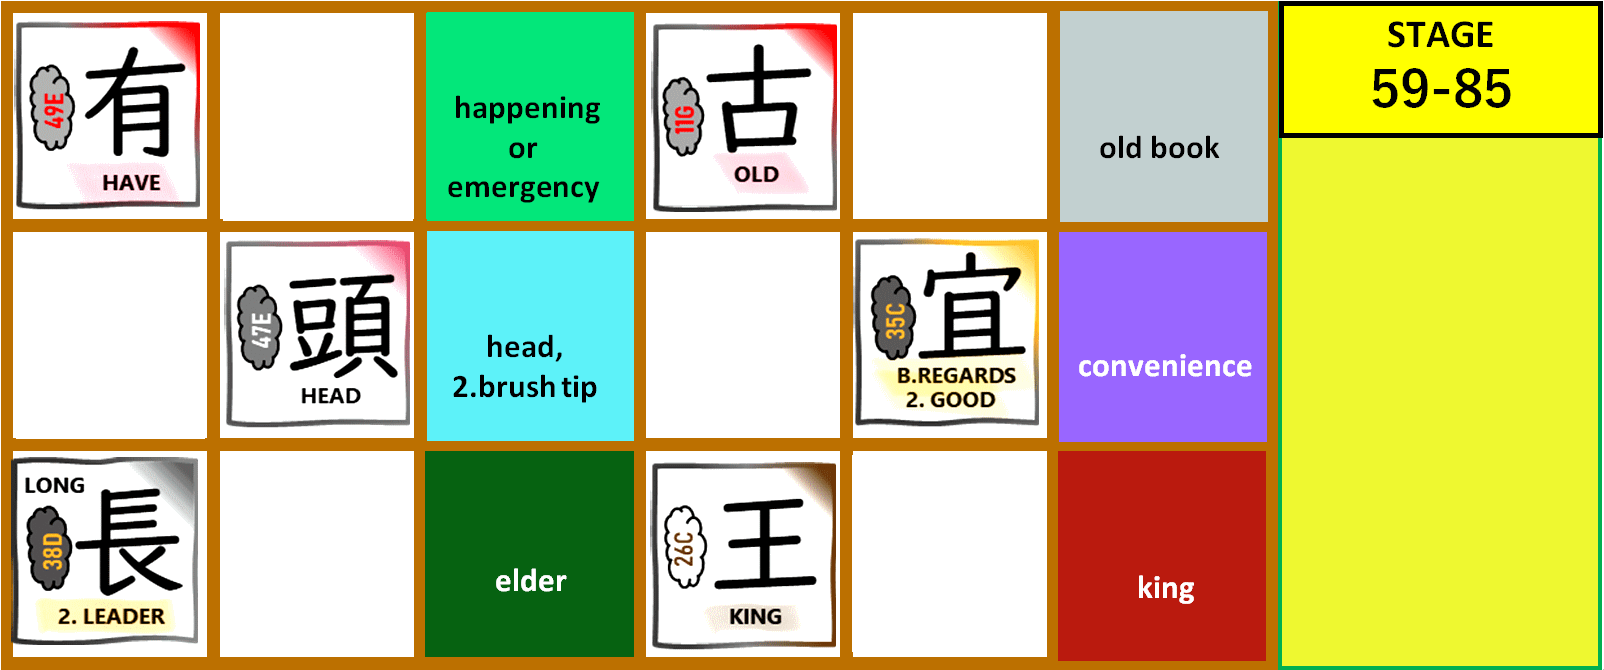 49E
有
HAVE
happening
or
emergency
11G
古
OLD
old book
STAGE
59-85
47E
頭
HEAD
head,
2.brush tip
35C
宜
B.REGARDS
2. GOOD
convenience
LONG
38D
長
2. LEADER
elder
26C
王
KING
king